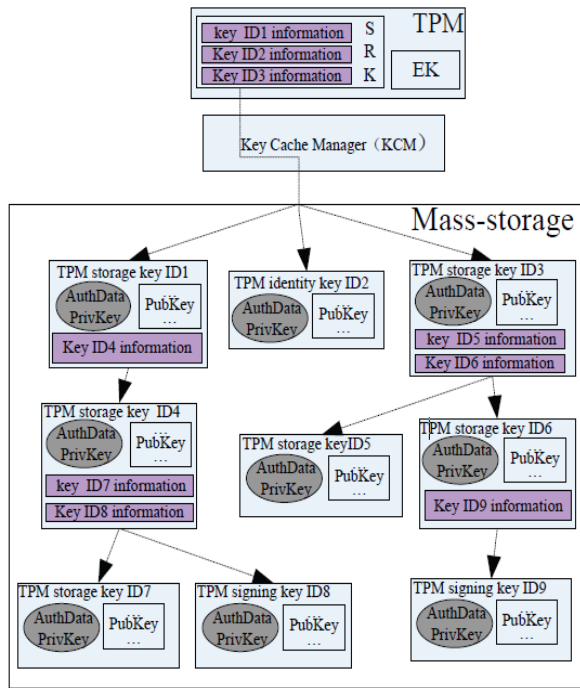 TPM
key ID1 information
Key ID2 information
Key ID3 information
S
R
K
EK
Key Cache Manager（KCM）
Mass-storage
TPM storage key ID1
AuthData
PrivKey
...
PubKey
...
Key ID4 information
TPM identity key ID2
AuthData
PrivKey
...
PubKey
...
TPM storage key ID3
AuthData
PrivKey
...
PubKey
...
key ID5 information
Key ID6 information
TPM storage key ID4
AuthData
PrivKey
...
PubKey
...
key ID7 information
Key ID8 information
TPM storage keyID5
AuthData
PrivKey
...
PubKey
...
TPM storage key ID6
AuthData
PrivKey
...
PubKey
...
Key ID9 information
TPM storage key ID7
AuthData
PrivKey
...
PubKey
...
TPM signing key ID8
AuthData
PrivKey
...
PubKey
...
TPM signing key ID9
AuthData
PrivKey
...
PubKey
...